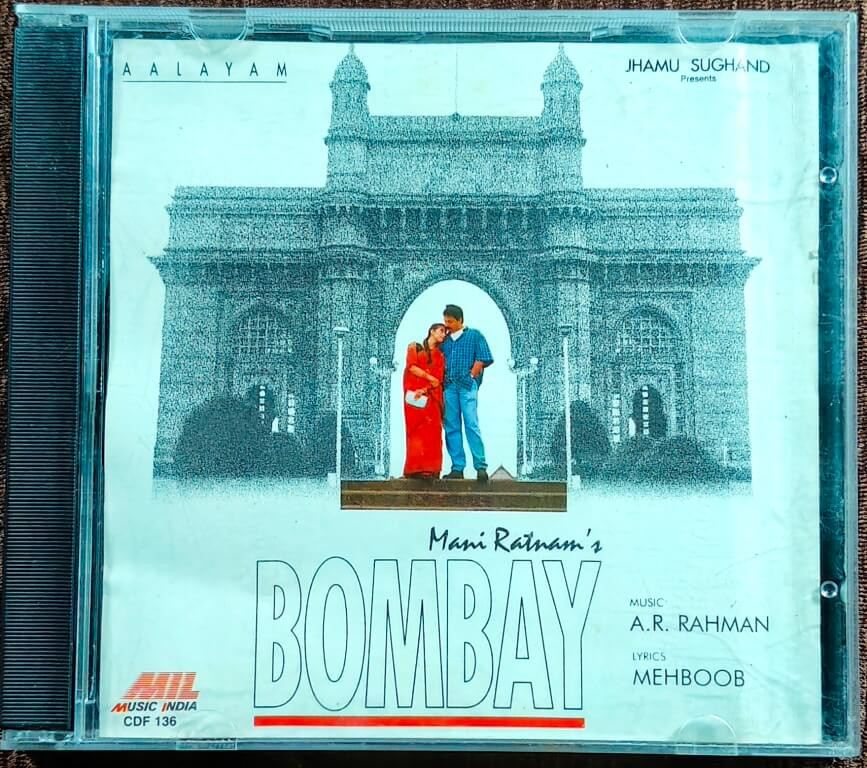 AALAYAM
JHAMU SUGHAND
Presents
Mani Ratnam's
BOMBAY
MUSIC
A.R. RAHMAN
LYRICS
MEHBOOB
MIL
MUSIC INDIA
CDF 136